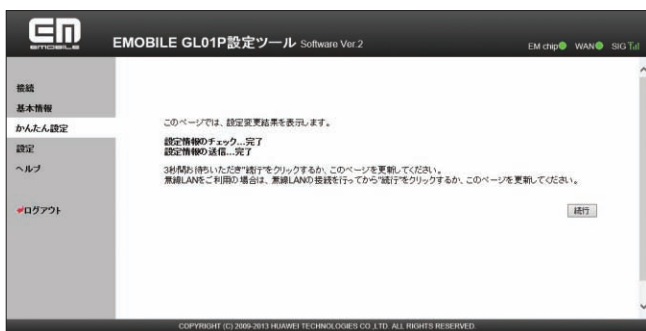 EM
EMOBILE
EMOBILE GL01P設定ツール Software Ver.2
EM chip WAN SIG
接続
基本情報
かんたん設定
設定
ヘルプ
ログアウト
このページでは、設定変更結果を表示します。
設定情報のチェック...完了
設定情報の送信...完了
3秒間お待ちいただき"続行"をクリックするか、このページを更新してください。
無線LANをご利用の場合は、無線LANの接続を行ってから"続行"をクリックするか、このページを更新してください。
続行
COPYRIGHT (C) 2009-2013 HUAWEI TECHNOLOGIES CO.,LTD. ALL RIGHTS RESERVED.